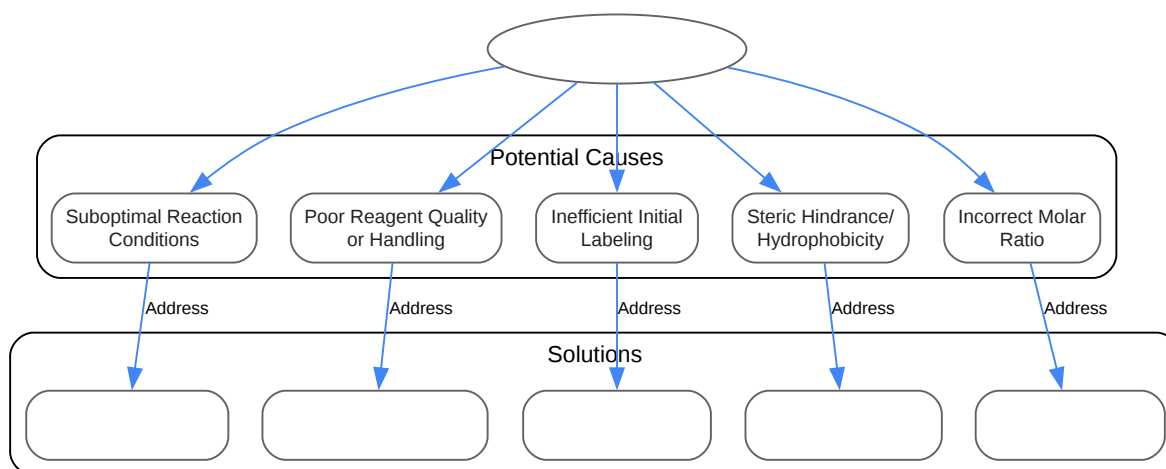 Potential Causes
Suboptimal Reaction
Conditions
Poor Reagent Quality
or Handling
Inefficient Initial
Labeling
Steric Hindrance/
Hydrophobicity
Incorrect Molar
Ratio
Address
Address
Address
Address
Address
Solutions